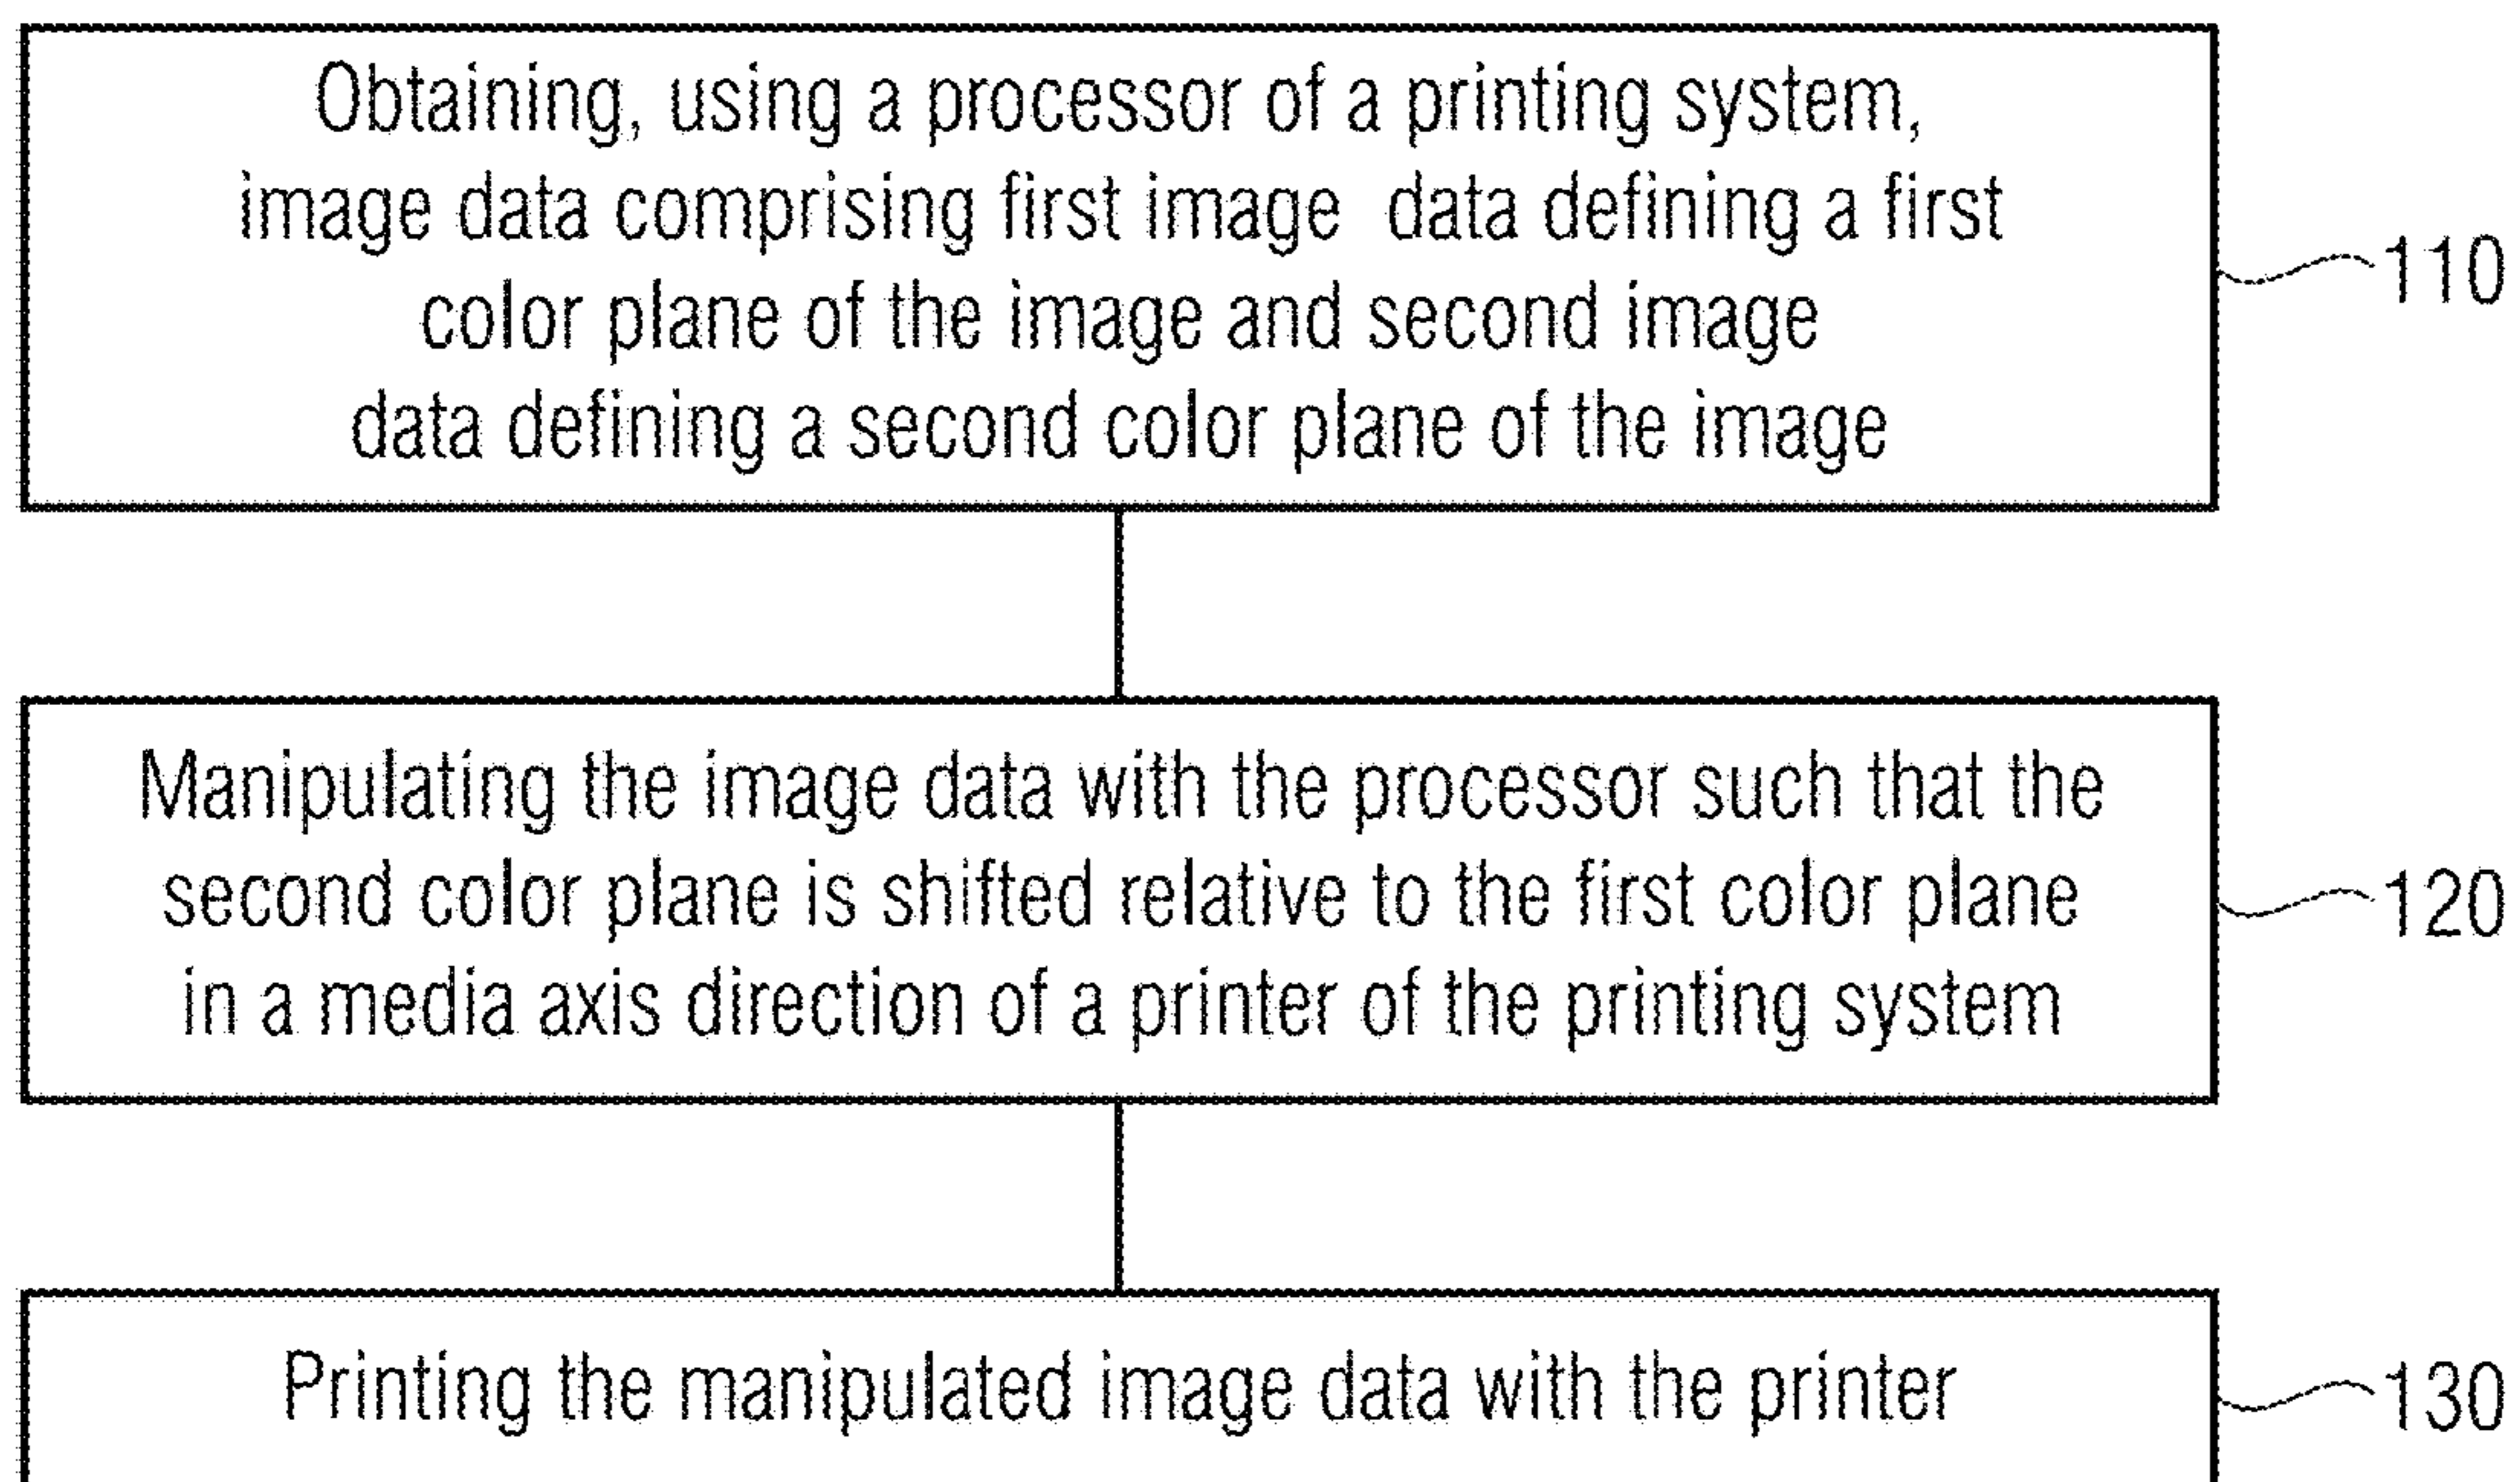 Obtaining, using a processor of a printing system,
image data comprising first image data defining a first
color plane of the image and second image
data defining a second color plane of the image
110
Manipulating the image data with the processor such that the
second color plane is shifted relative to the first color plane
in a media axis direction of a printer of the printing system
120
Printing the manipulated image data with the printer
130